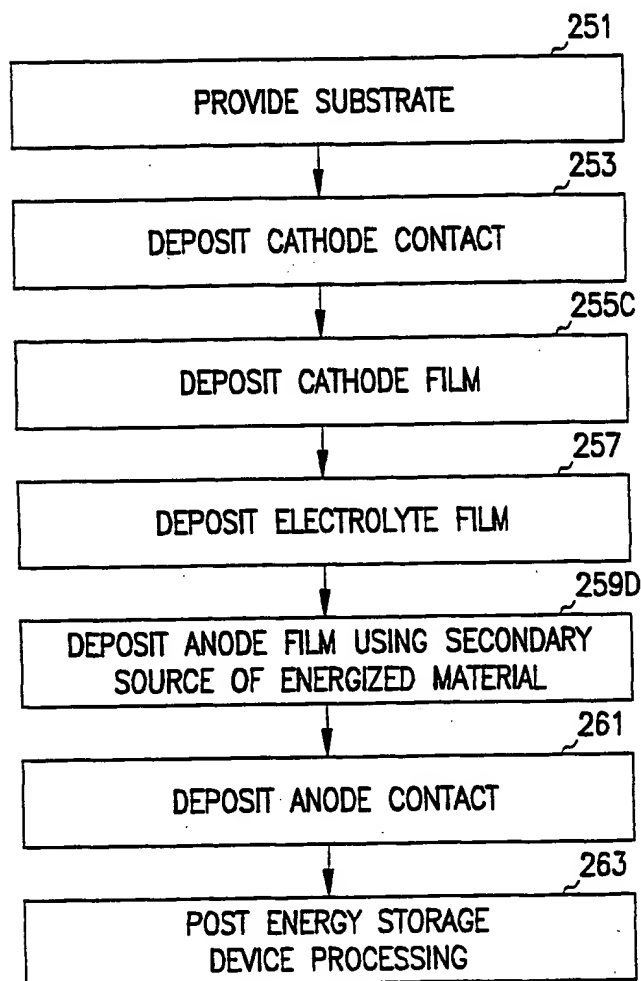 251
PROVIDE SUBSTRATE
253
DEPOSIT CATHODE CONTACT
255C
DEPOSIT CATHODE FILM
257
DEPOSIT ELECTROLYTE FILM
259D
DEPOSIT ANODE FILM USING SECONDARY
SOURCE OF ENERGIZED MATERIAL
261
DEPOSIT ANODE CONTACT
263
POST ENERGY STORAGE
DEVICE PROCESSING